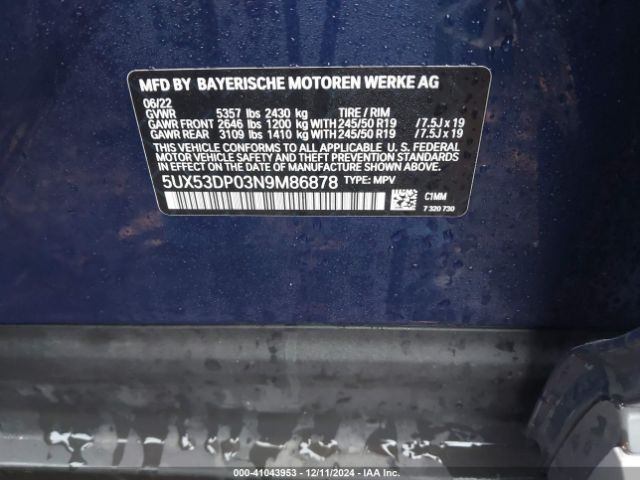 MFD BY BAYERISCHE MOTOREN WERKE AG
06/22
GVWR 5357 lbs 2430 kg TIRE / RIM
GAWR FRONT 2646 lbs 1200 kg WITH 245/50 R19 /7.5J x 19
GAWR REAR 3109 lbs 1410 kg WITH 245/50 R19 /7.5J x 19
THIS VEHICLE CONFORMS TO ALL APPLICABLE U. S. FEDERAL
MOTOR VEHICLE SAFETY STANDARDS IN EFFECT ON THE DATE
OF MANUFACTURE SHOWN ABOVE.
5UX53DP03N9M86878 TYPE: MPV
C1MM
7 320 730
000-41043953 - 12/11/2024 - IAA Inc.